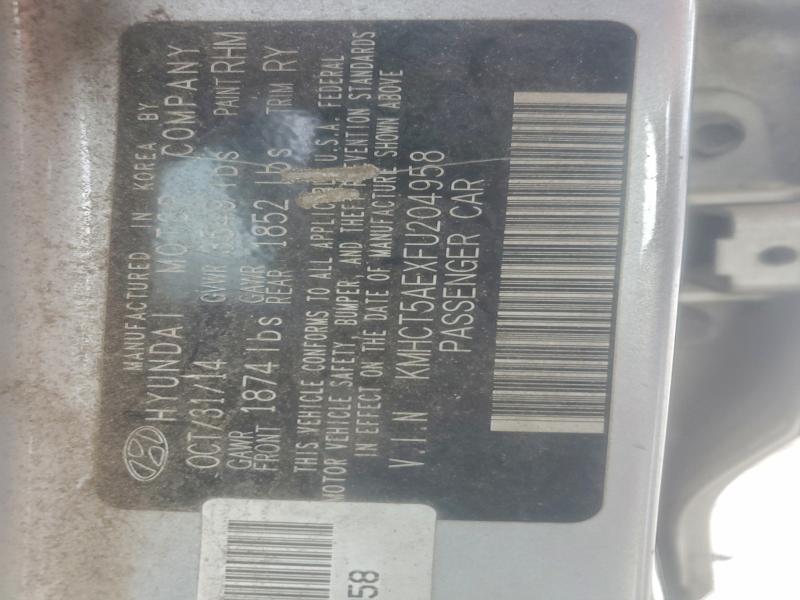 MANUFACTURED IN KOREA BY
HYUNDAI MOTOR COMPANY
OCT/31/14 GVWR lbs PAINT RHM
GAWR GAWR
FRONT 1874 lbs REAR 1852 lbs TRIM RY
THIS VEHICLE CONFORMS TO ALL APPLICABLE U.S.A. FEDERAL
MOTOR VEHICLE SAFETY, BUMPER, AND THEFT PREVENTION STANDARDS
IN EFFECT ON THE DATE OF MANUFACTURE SHOWN ABOVE
V.I.N KMHCT5AEXFU204958
PASSENGER CAR
58